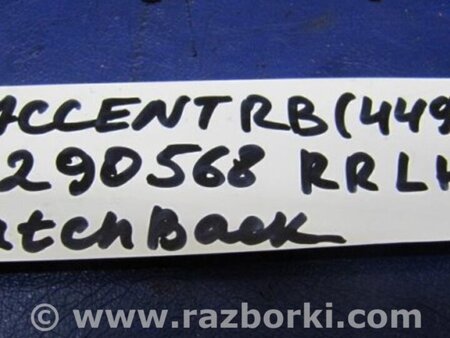 ACCENT RB(449
290568 RRLH
atchBack
© www.razborki.com